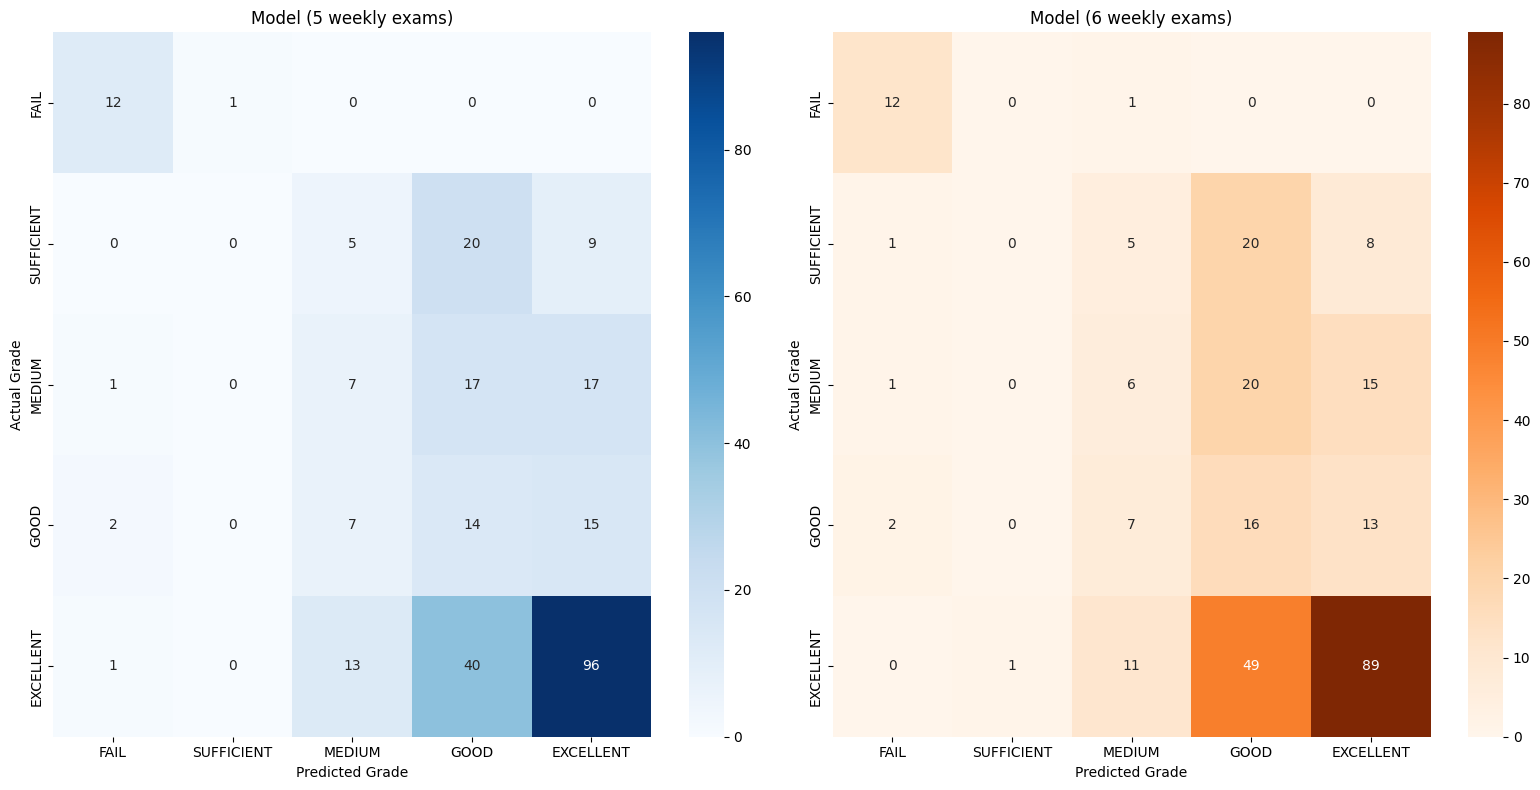 Model (5 weekly exams)
Actual Grade
FAIL 12 1 0 0 0
SUFFICIENT 0 0 5 20 9
MEDIUM 1 0 7 17 17
GOOD 2 0 7 14 15
EXCELLENT 1 0 13 40 96
FAIL SUFFICIENT MEDIUM GOOD EXCELLENT
Predicted Grade
80
60
40
20
0
Model (6 weekly exams)
Actual Grade
FAIL 12 0 1 0 0
SUFFICIENT 1 0 5 20 8
MEDIUM 1 0 6 20 15
GOOD 2 0 7 16 13
EXCELLENT 0 1 11 49 89
FAIL SUFFICIENT MEDIUM GOOD EXCELLENT
Predicted Grade
80
70
60
50
40
30
20
10
0